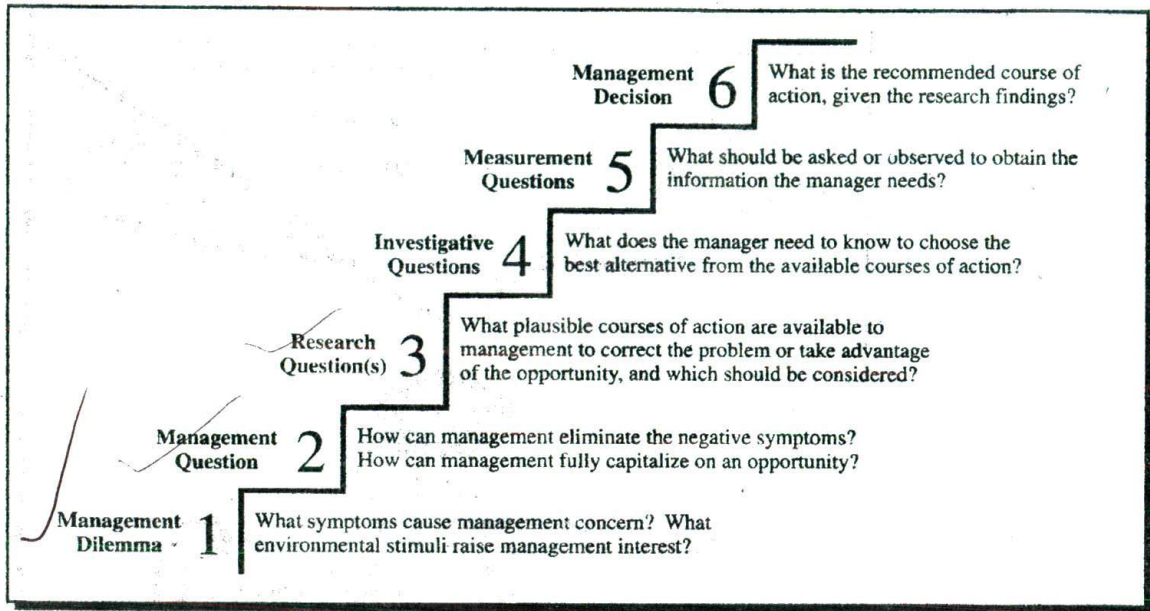 Management
Decision
6
What is the recommended course of
action, given the research findings?
Measurement
Questions
5
What should be asked or observed to obtain the
information the manager needs?
Investigative
Questions
4
What does the manager need to know to choose the
best alternative from the available courses of action?
Research
Question(s)
3
What plausible courses of action are available to
management to correct the problem or take advantage
of the opportunity, and which should be considered?
Management
Question
2
How can management eliminate the negative symptoms?
How can management fully capitalize on an opportunity?
Management
Dilemma
1
What symptoms cause management concern? What
environmental stimuli raise management interest?